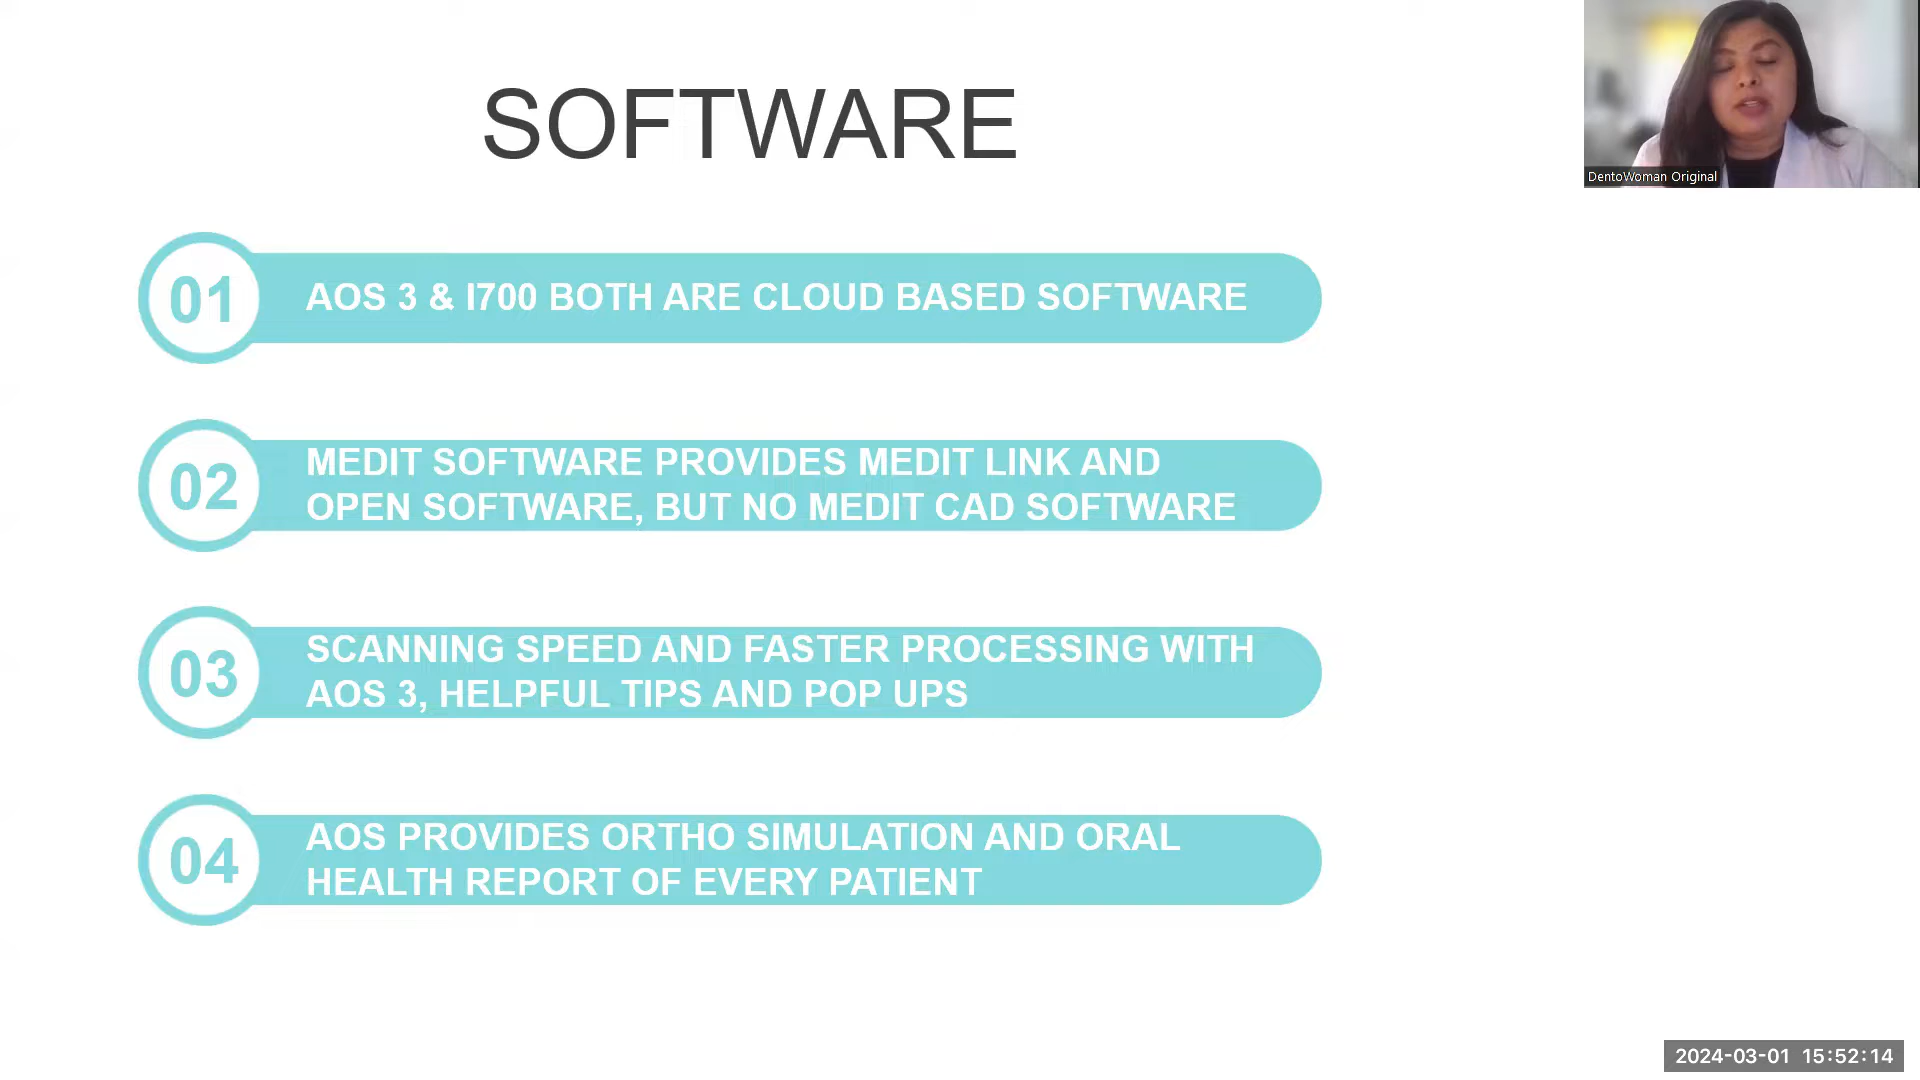 SOFTWARE
DentoWoman Original
01
AOS 3 & I700 BOTH ARE CLOUD BASED SOFTWARE
02
MEDIT SOFTWARE PROVIDES MEDIT LINK AND
OPEN SOFTWARE, BUT NO MEDIT CAD SOFTWARE
03
SCANNING SPEED AND FASTER PROCESSING WITH
AOS 3, HELPFUL TIPS AND POP UPS
04
AOS PROVIDES ORTHO SIMULATION AND ORAL
HEALTH REPORT OF EVERY PATIENT
2024-03-01 15:52:14